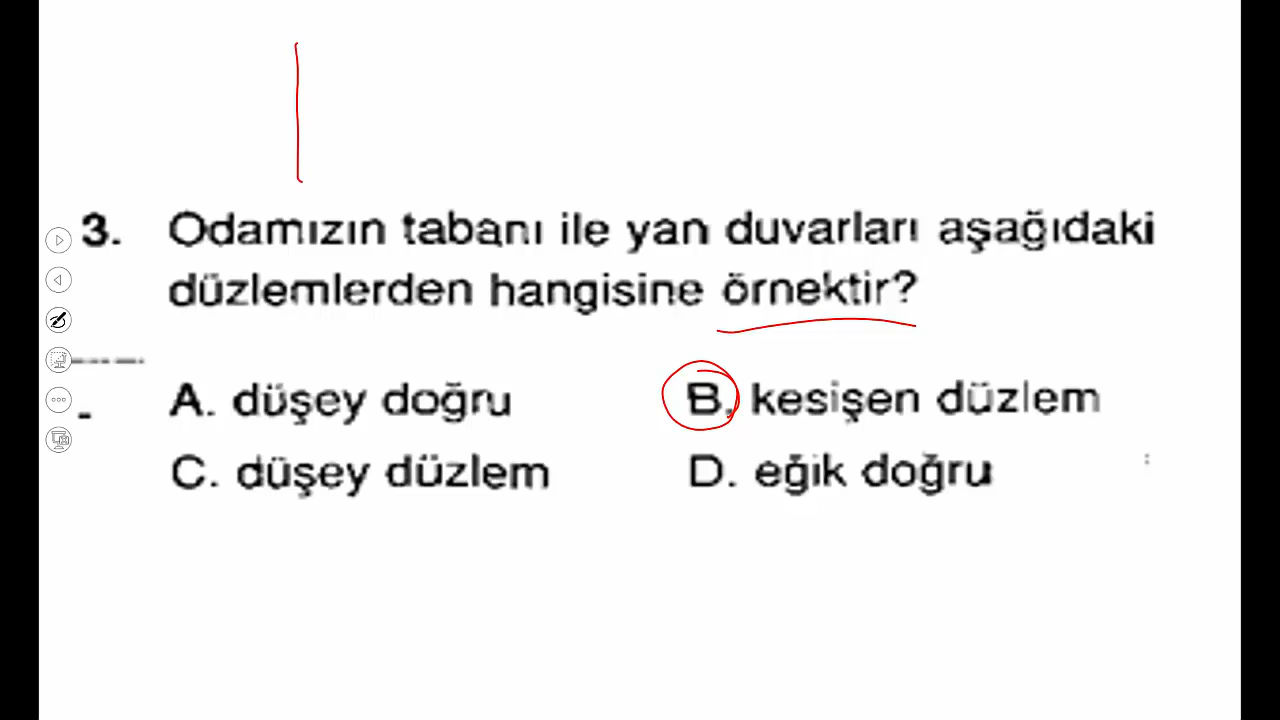 3. Odamızın tabanı ile yan duvarları aşağıdaki
düzlemlerden hangisine örnektir?
A. düşey doğru B. kesişen düzlem
C. düşey düzlem D. eğik doğru